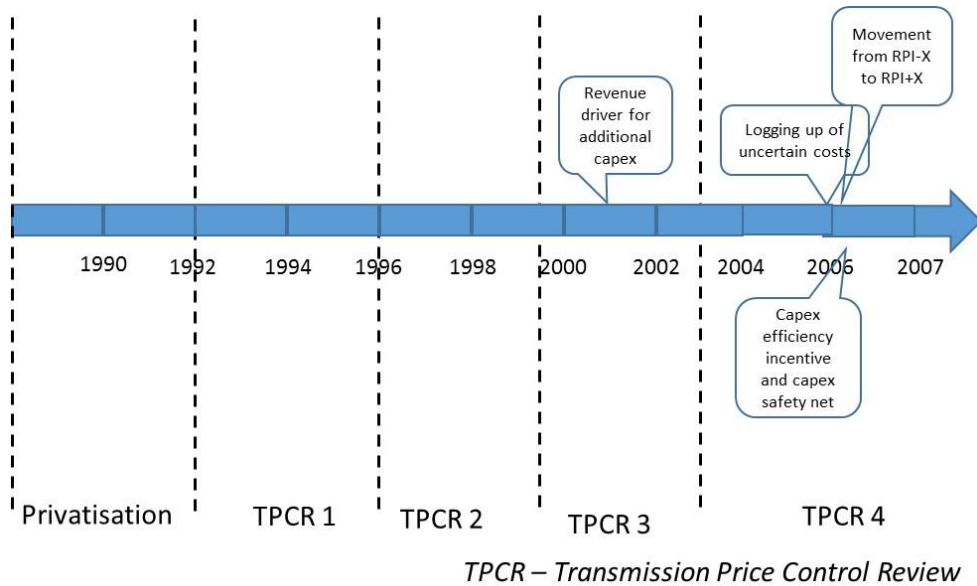 Movement
from RPI-X
to RPI+X
Revenue
driver for
additional
capex
Logging up of
uncertain costs
1990
1992
1994
1996
1998
2000
2002
2004
2006
2007
Capex
efficiency
incentive
and capex
safety net
Privatisation
TPCR 1
TPCR 2
TPCR 3
TPCR 4
TPCR – Transmission Price Control Review